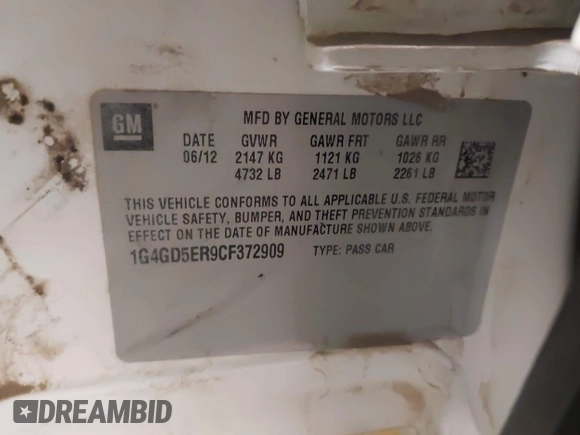 GM
MFD BY GENERAL MOTORS LLC
DATE GVWR GAWR FRT GAWR RR
06/12 2147 KG 1121 KG 1026 KG
4732 LB 2471 LB 2261 LB
THIS VEHICLE CONFORMS TO ALL APPLICABLE U.S. FEDERAL MOTOR
VEHICLE SAFETY, BUMPER, AND THEFT PREVENTION STANDARDS IN
EFFECT ON THE DATE OF MANUFACTURE SHOWN ABOVE.
1G4GD5ER9CF372909 TYPE: PASS CAR
DREAMBID